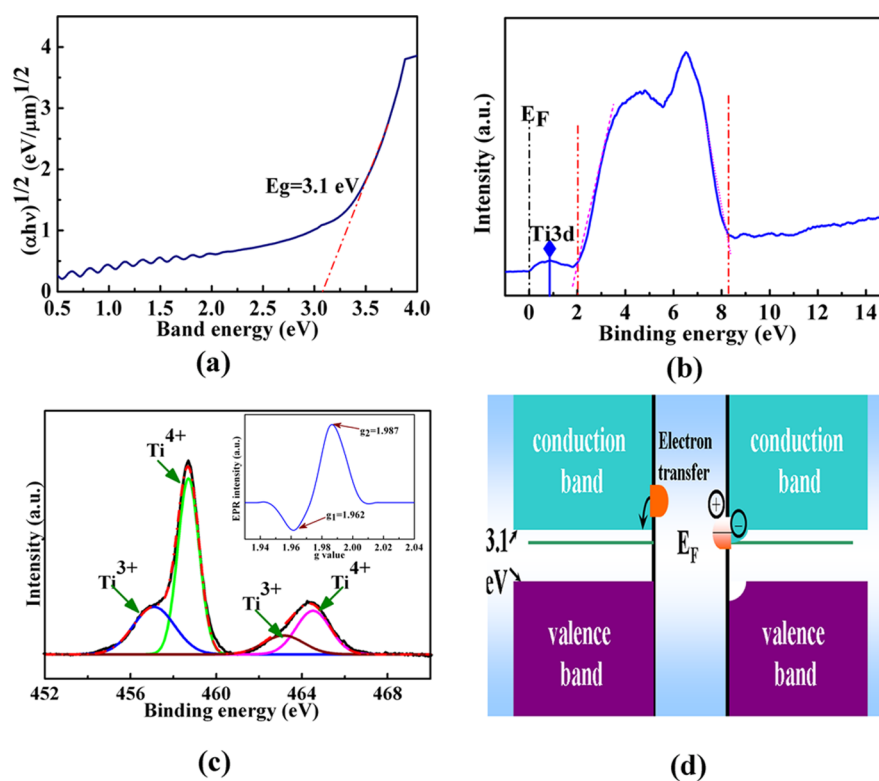 (αhν)^1/2 (eV/μm)^1/2
4
3
2
1
0
Eg=3.1 eV
0.5 1.0 1.5 2.0 2.5 3.0 3.5 4.0
Band energy (eV)
(a)
Intensity (a.u.)
E_F
Ti3d
0 2 4 6 8 10 12 14
Binding energy (eV)
(b)
Intensity (a.u.)
Ti^4+
Ti^3+
Ti^3+
Ti^4+
EPR intensity (a.u.)
g2=1.987
g1=1.962
1.94 1.96 1.98 2.00 2.02 2.04
g value
452 456 460 464 468
Binding energy (eV)
(c)
conduction
band
Electron
transfer
conduction
band
+
−
3.1
eV
E_F
valence
band
valence
band
(d)